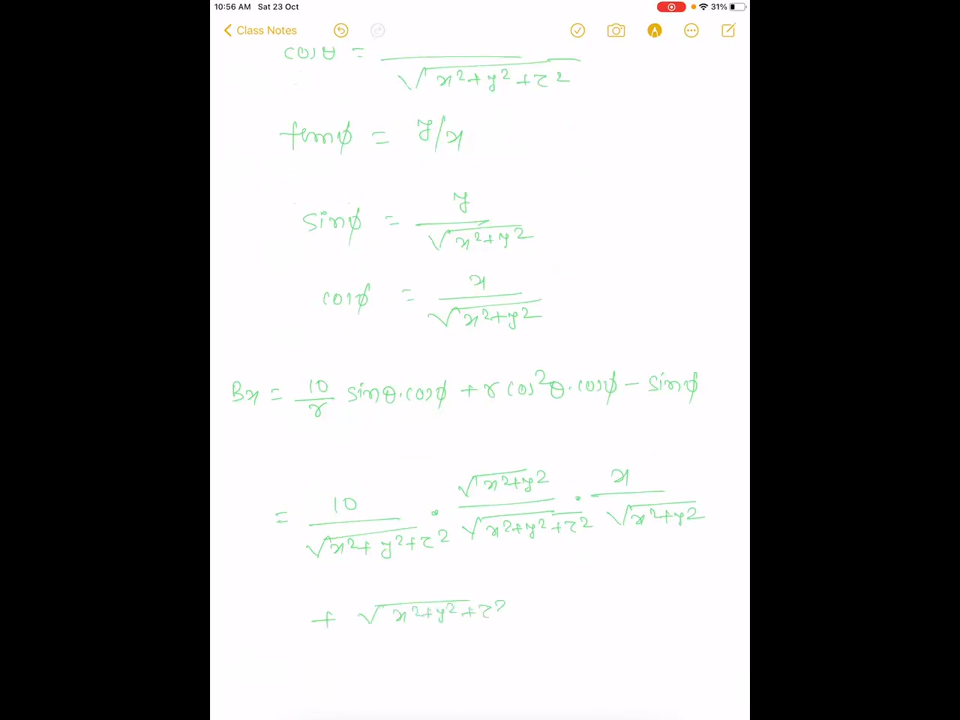 10:56 AM Sat 23 Oct 31%
Class Notes
cosθ = / √x²+y²+z²
tanϕ = y/x
sinϕ = y / √x²+y²
cosϕ = x / √x²+y²
Bx = 10/r sinθ.cosϕ + r cos²θ.cosϕ − sinϕ
= 10 / √x²+y²+z² . √x²+y² / √x²+y²+z² . x / √x²+y²
+ √x²+y²+z²